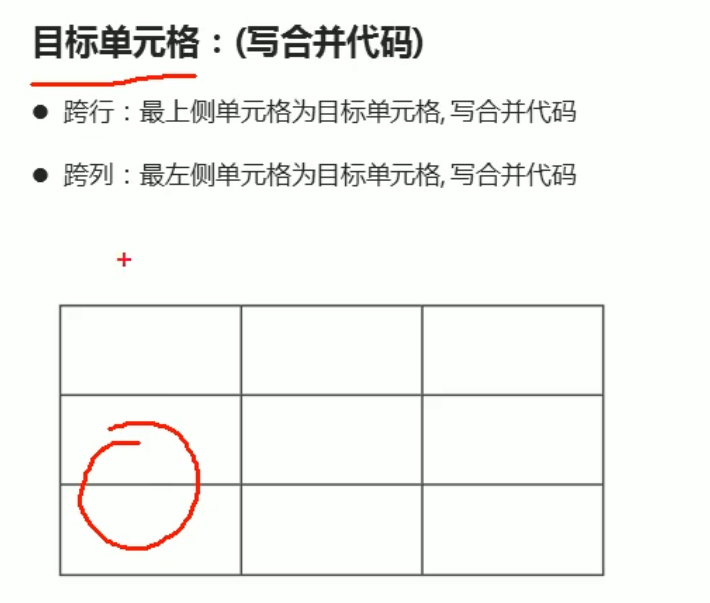 目标单元格：(写合并代码)
● 跨行：最上侧单元格为目标单元格, 写合并代码
● 跨列：最左侧单元格为目标单元格, 写合并代码